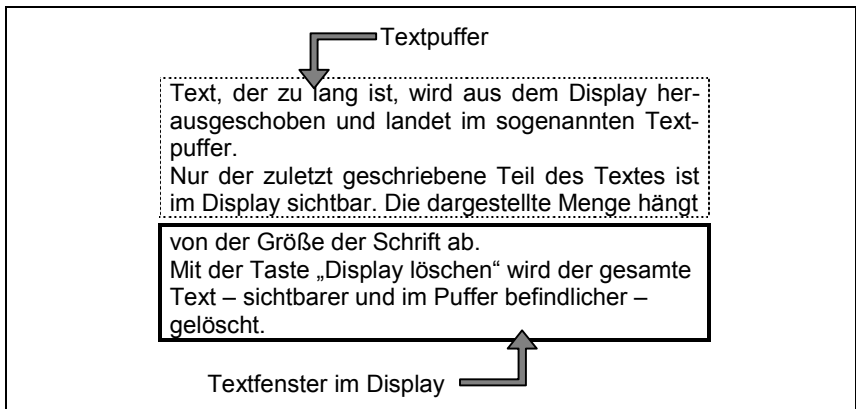 Textpuffer
Text, der zu lang ist, wird aus dem Display her-
ausgeschoben und landet im sogenannten Text-
puffer.
Nur der zuletzt geschriebene Teil des Textes ist
im Display sichtbar. Die dargestellte Menge hängt
von der Größe der Schrift ab.
Mit der Taste „Display löschen“ wird der gesamte
Text – sichtbarer und im Puffer befindlicher –
gelöscht.
Textfenster im Display